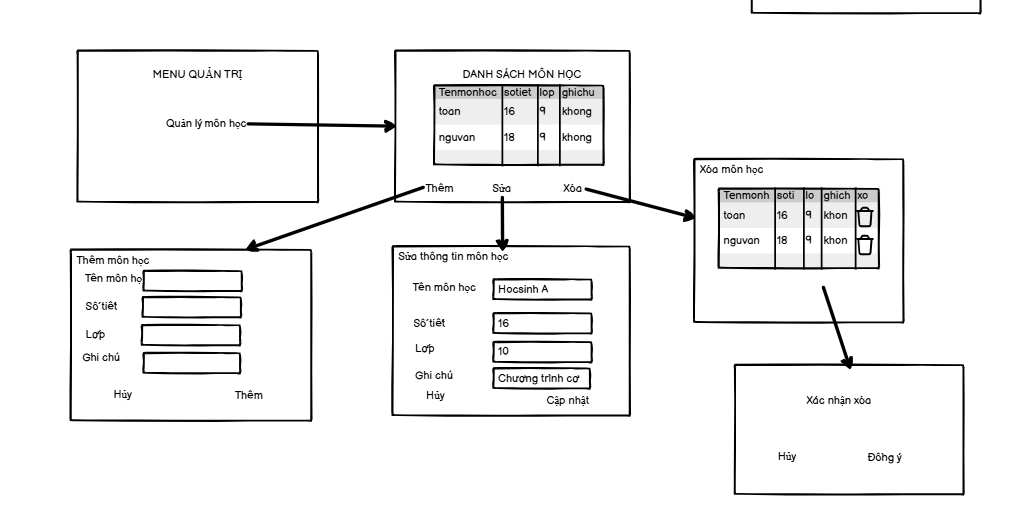 MENU QUẢN TRỊ
Quản lý môn học
DANH SÁCH MÔN HỌC
Tenmonhoc sotiet lop ghichu
toan 16 9 khong
nguvan 18 9 khong
Thêm Sửa Xóa
Xóa môn học
Tenmonh soti lo ghich xo
toan 16 9 khon
nguvan 18 9 khon
Thêm môn học
Tên môn họ
Số tiết
Lớp
Ghi chú
Hủy Thêm
Sửa thông tin môn học
Tên môn học Hocsinh A
Số tiết 16
Lớp 10
Ghi chú Chương trình cơ
Hủy Cập nhật
Xác nhận xóa
Hủy Đồng ý